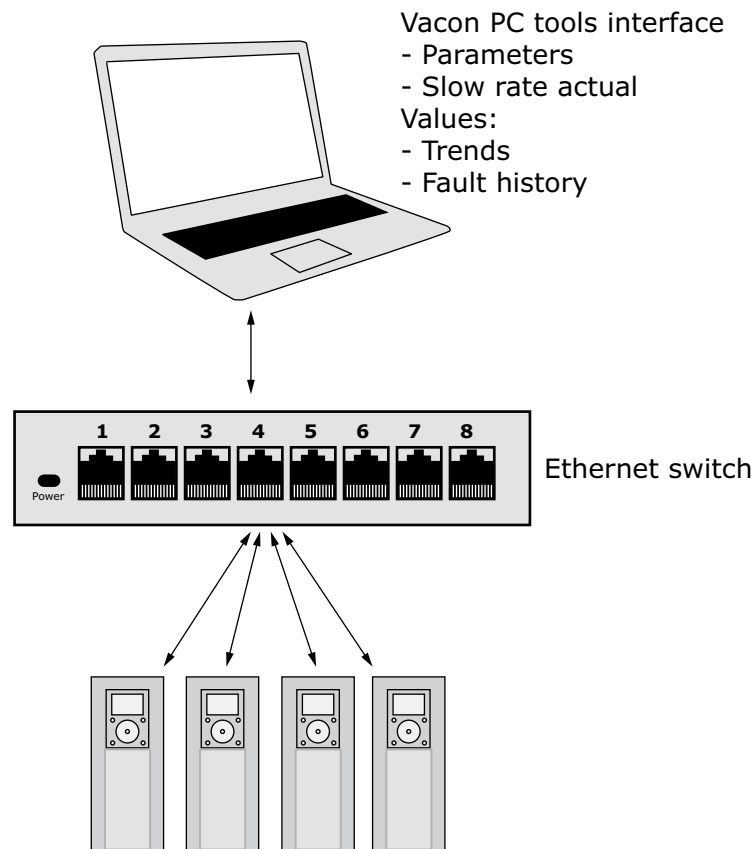 Vacon PC tools interface
- Parameters
- Slow rate actual
Values:
- Trends
- Fault history
1 2 3 4 5 6 7 8
Power
Ethernet switch